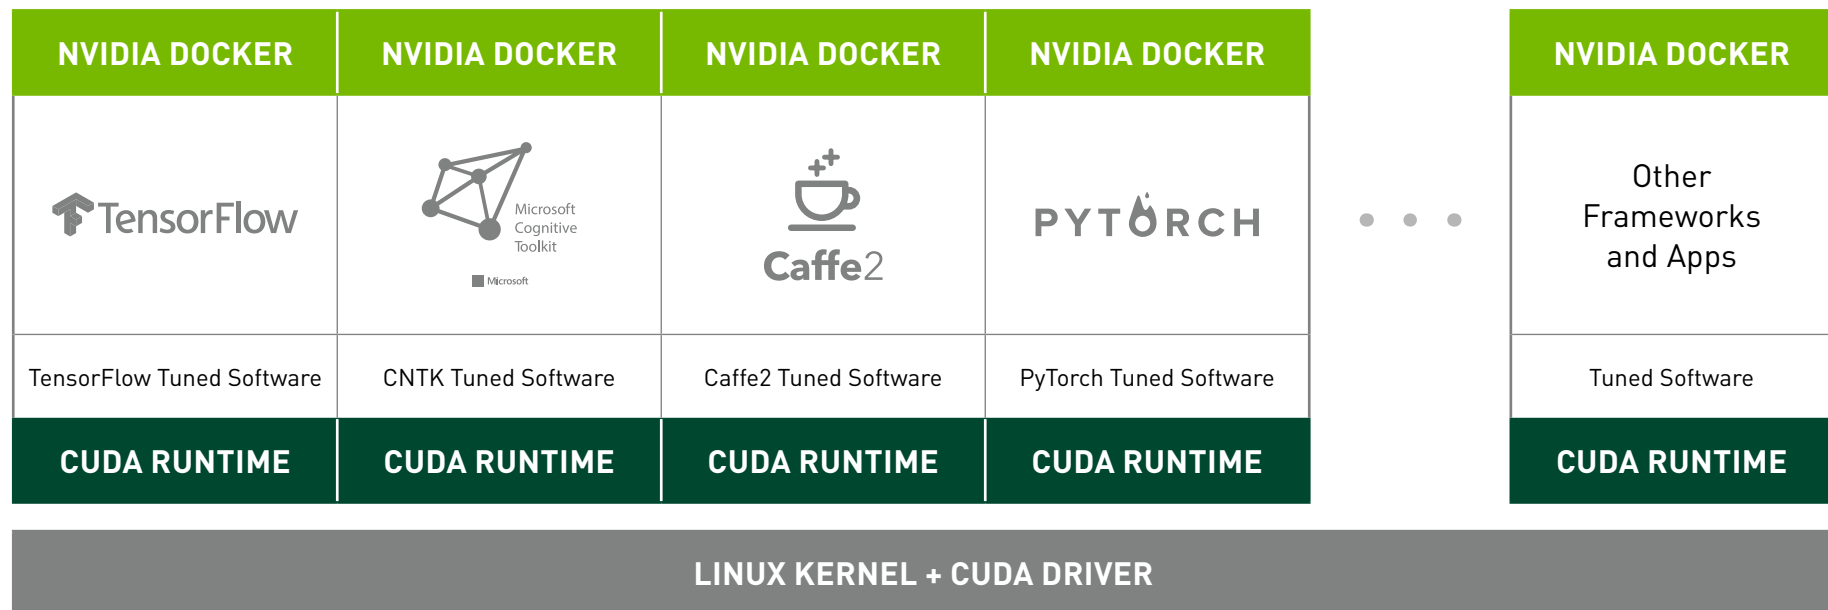 NVIDIA DOCKER NVIDIA DOCKER NVIDIA DOCKER NVIDIA DOCKER NVIDIA DOCKER
TensorFlow
Microsoft
Cognitive
Toolkit
Microsoft
Caffe2
PYTORCH
Other
Frameworks
and Apps
TensorFlow Tuned Software CNTK Tuned Software Caffe2 Tuned Software PyTorch Tuned Software Tuned Software
CUDA RUNTIME CUDA RUNTIME CUDA RUNTIME CUDA RUNTIME CUDA RUNTIME
LINUX KERNEL + CUDA DRIVER